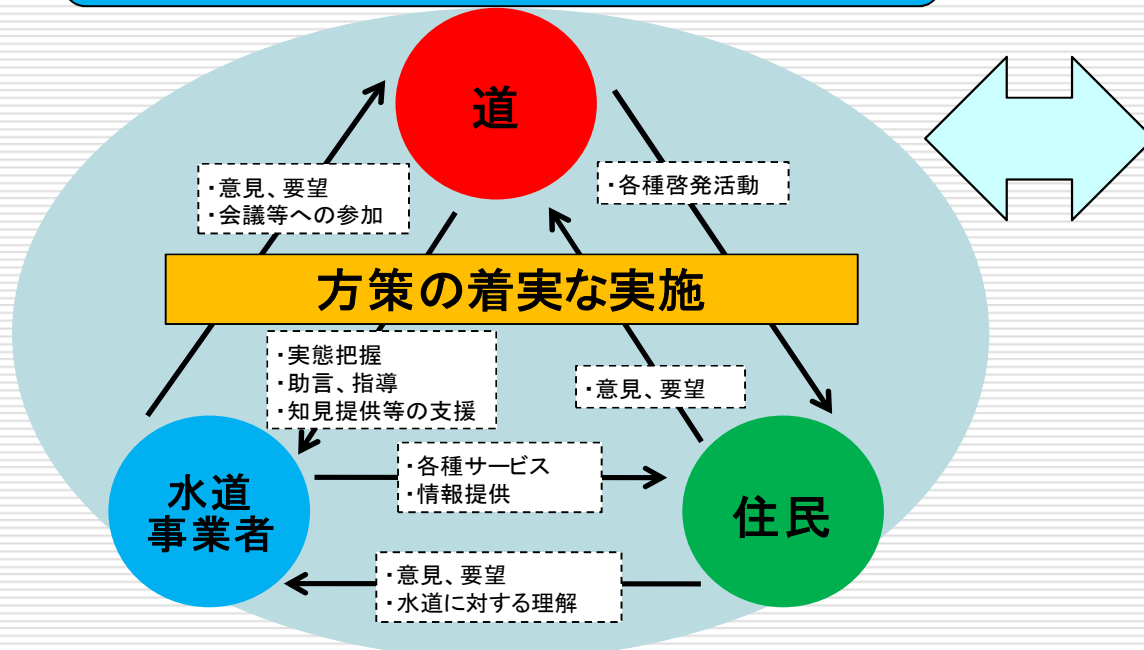 道
・意見、要望
・会議等への参加
・各種啓発活動
方策の着実な実施
・実態把握
・助言、指導
・知見提供等の支援
・意見、要望
・各種サービス
・情報提供
水道
事業者
住民
・意見、要望
・水道に対する理解